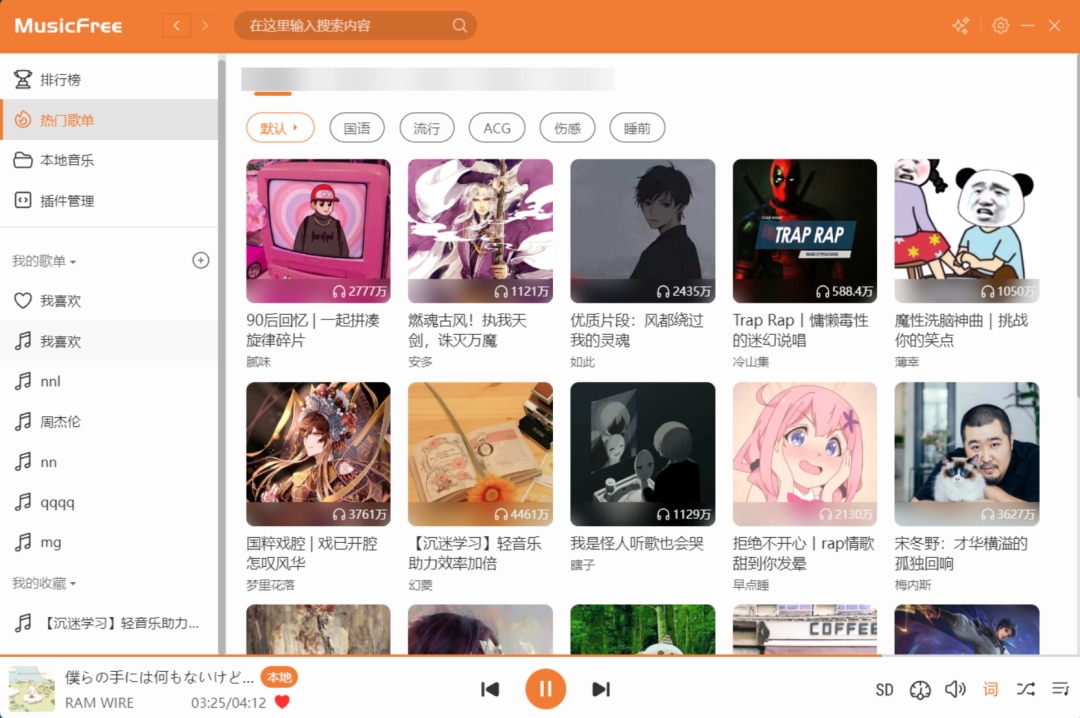 MusicFree
在这里输入搜索内容
排行榜
热门歌单
本地音乐
插件管理
我的歌单
我喜欢
我喜欢
nnl
周杰伦
nn
qqqq
mg
我的收藏
【沉迷学习】轻音乐助力...
默认
国语
流行
ACG
伤感
睡前
2777万
1121万
2435万
TRAP RAP
588.4万
1050万
90后回忆 | 一起拼凑
旋律碎片
腻味
燃魂古风！执我天
剑，诛灭万魔
安多
优质片段：风都绕过
我的灵魂
如此
Trap Rap丨慵懒毒性
的迷幻说唱
冷山集
魔性洗脑神曲丨挑战
你的笑点
薄幸
3761万
4461万
1129万
2130万
3627万
国粹戏腔 | 戏已开腔
怎叹风华
梦里花落
【沉迷学习】轻音乐
助力效率加倍
幻菱
我是怪人听歌也会哭
瞎子
拒绝不开心丨rap情歌
甜到你发晕
早点睡
宋冬野：才华横溢的
孤独回响
梅内斯
COFFEE
僕らの手には何もないけど...
本地
RAM WIRE
03:25/04:12
SD
词